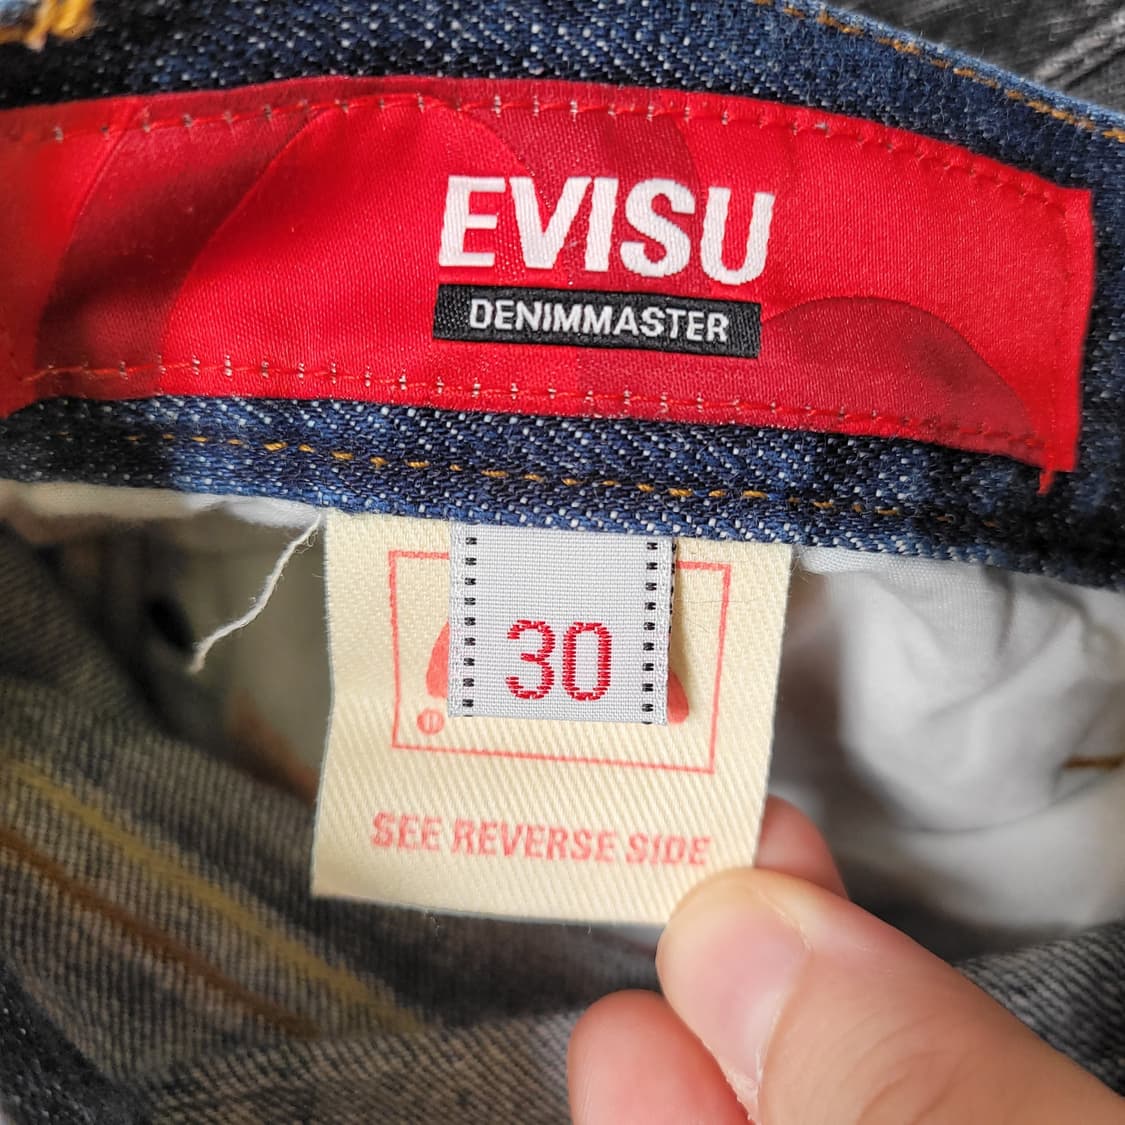 EVISU
DENIMMASTER
30
SEE REVERSE SIDE